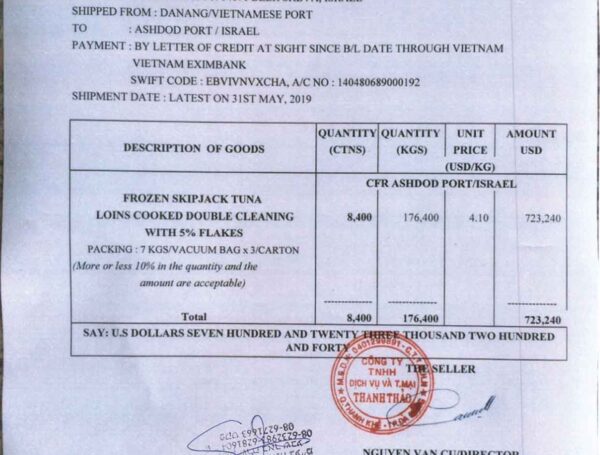 SHIPPED FROM : DANANG/VIETNAMESE PORT
TO : ASHDOD PORT / ISRAEL
PAYMENT : BY LETTER OF CREDIT AT SIGHT SINCE B/L DATE THROUGH VIETNAM
VIETNAM EXIMBANK
SWIFT CODE : EBVIVNVXCHA, A/C NO : 140480689000192
SHIPMENT DATE : LATEST ON 31ST MAY, 2019
DESCRIPTION OF GOODS QUANTITY (CTNS) QUANTITY (KGS) UNIT PRICE (USD/KG) AMOUNT USD
CFR ASHDOD PORT/ISRAEL
FROZEN SKIPJACK TUNA
LOINS COOKED DOUBLE CLEANING 8,400 176,400 4.10 723,240
WITH 5% FLAKES
PACKING : 7 KGS/VACUUM BAG x 3/CARTON
(More or less 10% in the quantity and the
amount are acceptable)
Total 8,400 176,400 723,240
SAY: U.S DOLLARS SEVEN HUNDRED AND TWENTY THREE THOUSAND TWO HUNDRED
AND FORTY
THE SELLER
CÔNG TY
TNHH
DỊCH VỤ VÀ T.MẠI
THANH THẢO
NGUYEN VAN CU/DIRECTOR